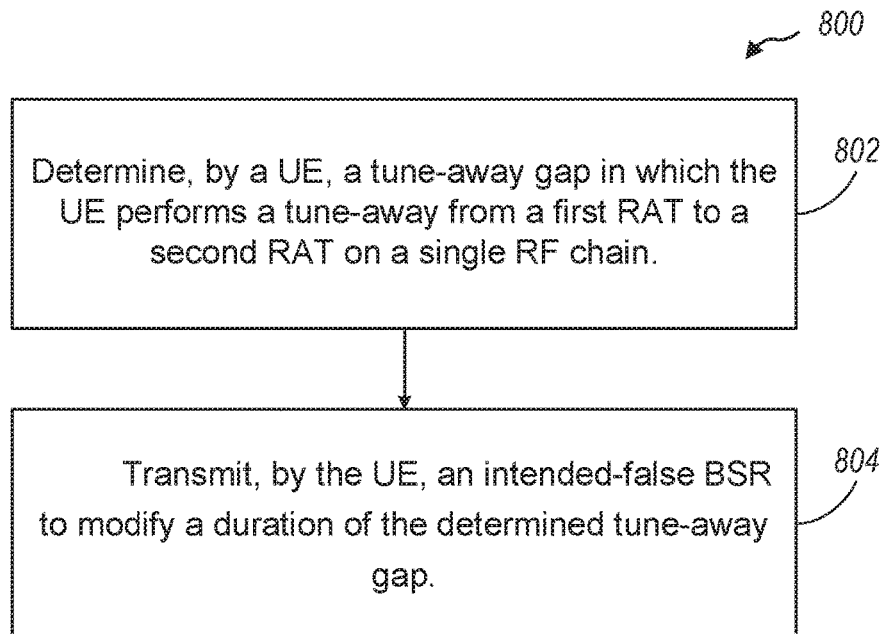 800
Determine, by a UE, a tune-away gap in which the
UE performs a tune-away from a first RAT to a
second RAT on a single RF chain.
802
Transmit, by the UE, an intended-false BSR
to modify a duration of the determined tune-away
gap.
804